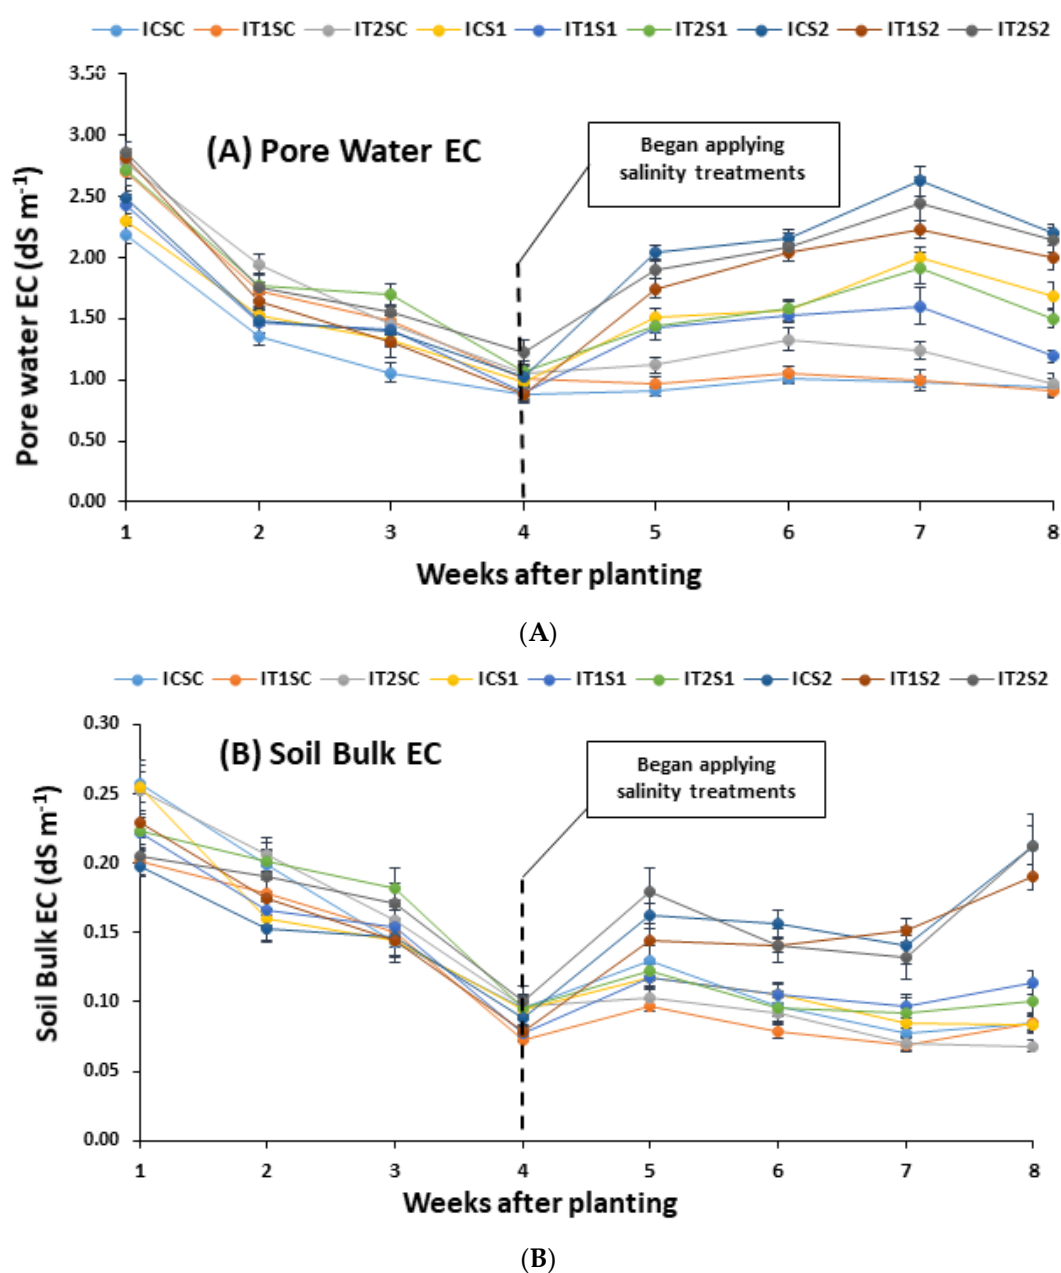 ICSC IT1SC IT2SC ICS1 IT1S1 IT2S1 ICS2 IT1S2 IT2S2
3.50
3.00
2.50
2.00
1.50
1.00
0.50
0.00
Pore water EC (dS m-1)
(A) Pore Water EC
Began applying
salinity treatments
1 2 3 4 5 6 7 8
Weeks after planting
(A)
ICSC IT1SC IT2SC ICS1 IT1S1 IT2S1 ICS2 IT1S2 IT2S2
0.30
0.25
0.20
0.15
0.10
0.05
0.00
Soil Bulk EC (dS m-1)
(B) Soil Bulk EC
Began applying
salinity treatments
1 2 3 4 5 6 7 8
Weeks after planting
(B)